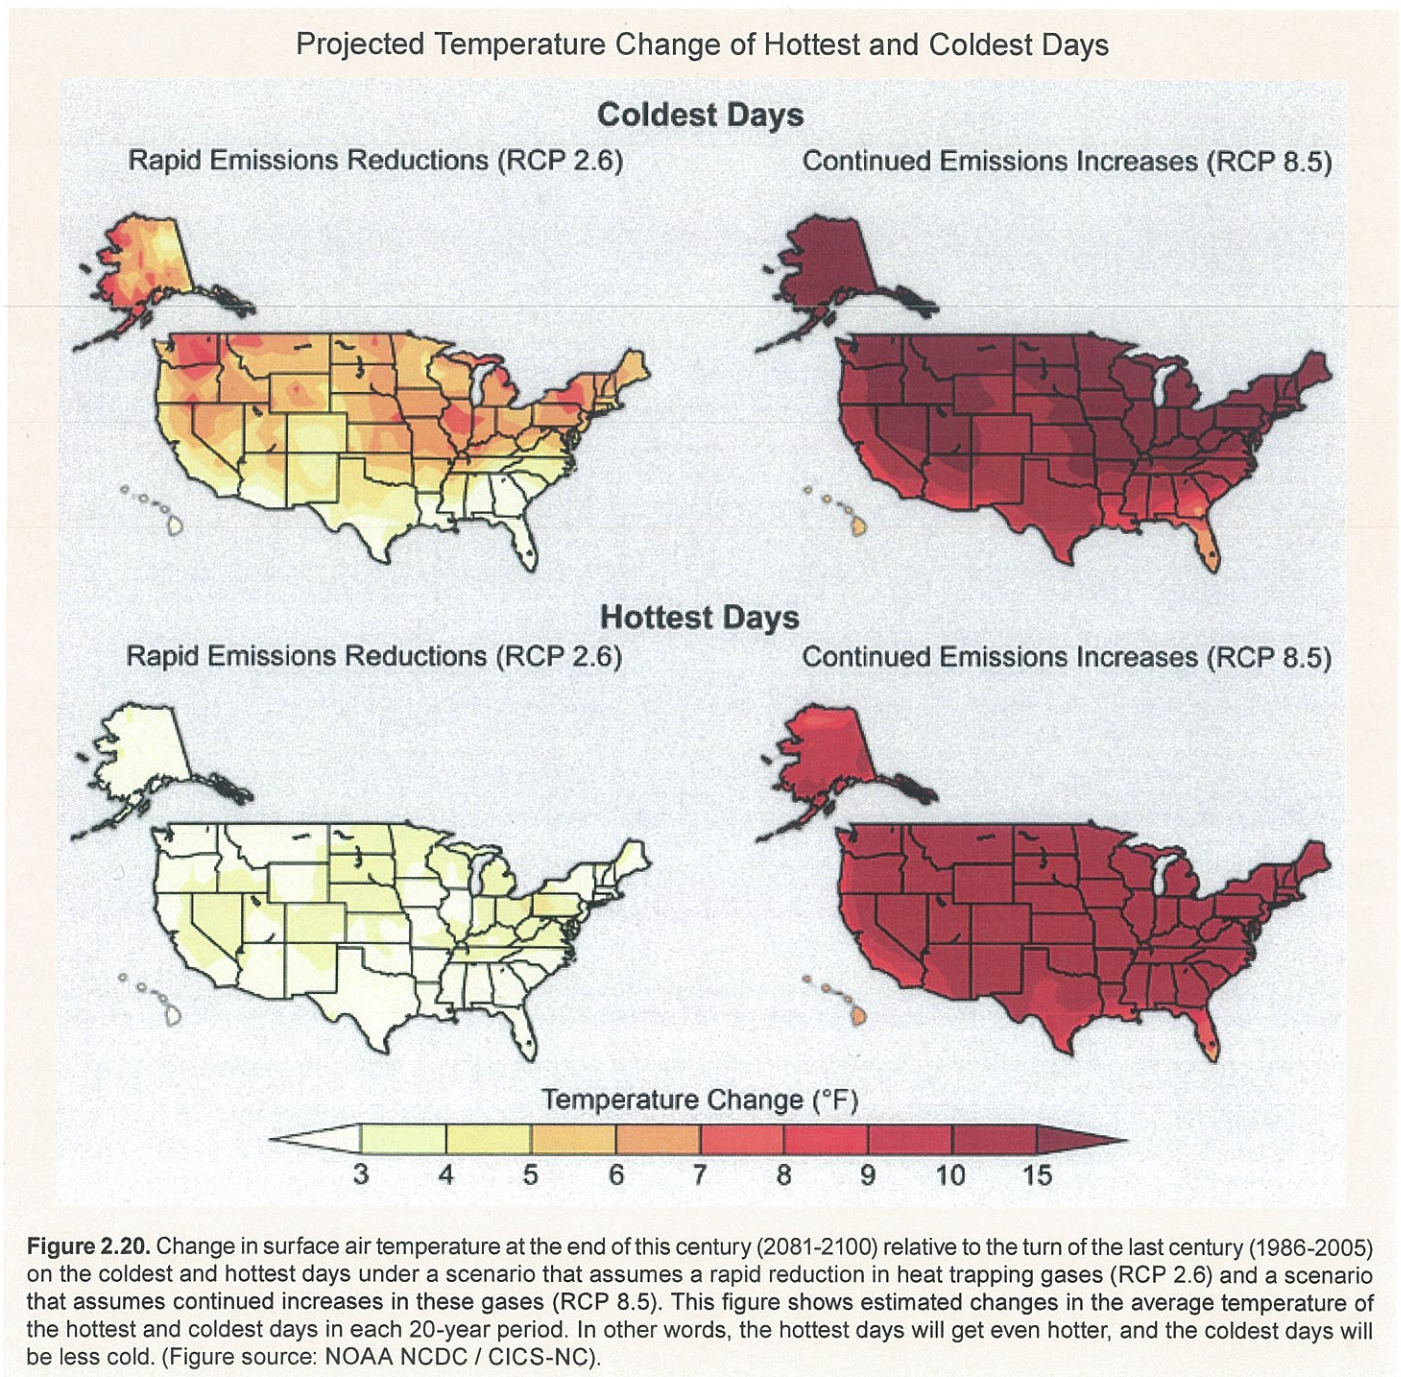 Projected Temperature Change of Hottest and Coldest Days
Coldest Days
Rapid Emissions Reductions (RCP 2.6)
Continued Emissions Increases (RCP 8.5)
Hottest Days
Rapid Emissions Reductions (RCP 2.6)
Continued Emissions Increases (RCP 8.5)
Temperature Change (°F)
3 4 5 6 7 8 9 10 15
Figure 2.20. Change in surface air temperature at the end of this century (2081-2100) relative to the turn of the last century (1986-2005)
on the coldest and hottest days under a scenario that assumes a rapid reduction in heat trapping gases (RCP 2.6) and a scenario
that assumes continued increases in these gases (RCP 8.5). This figure shows estimated changes in the average temperature of
the hottest and coldest days in each 20-year period. In other words, the hottest days will get even hotter, and the coldest days will
be less cold. (Figure source: NOAA NCDC / CICS-NC).